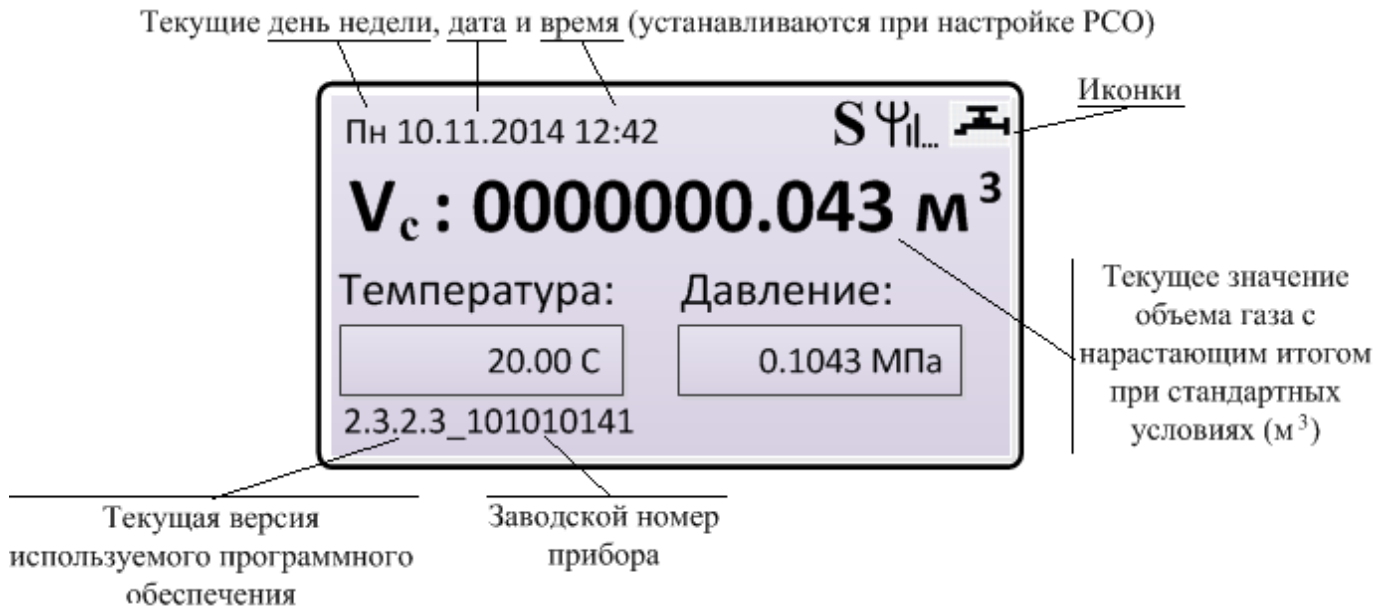 Текущие день недели, дата и время (устанавливаются при настройке РСО)
Иконки
Пн 10.11.2014 12:42 S
Vс : 0000000.043 м³
Температура: Давление:
20.00 С 0.1043 МПа
2.3.2.3_101010141
Текущее значение
объема газа с
нарастающим итогом
при стандартных
условиях (м³)
Текущая версия
используемого программного
обеспечения
Заводской номер
прибора